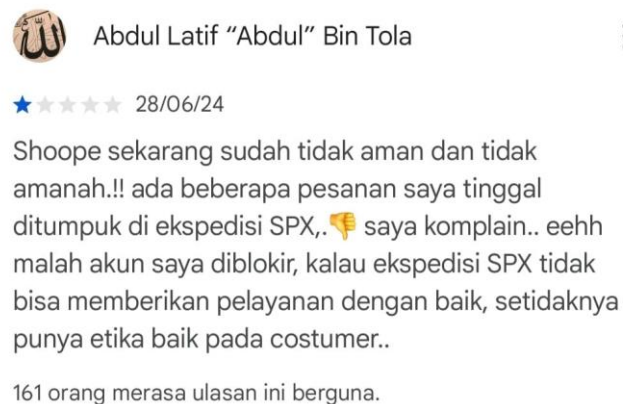 Abdul Latif “Abdul” Bin Tola
28/06/24
Shoope sekarang sudah tidak aman dan tidak
amanah.!! ada beberapa pesanan saya tinggal
ditumpuk di ekspedisi SPX,.👎 saya komplain.. eehh
malah akun saya diblokir, kalau ekspedisi SPX tidak
bisa memberikan pelayanan dengan baik, setidaknya
punya etika baik pada costumer..
161 orang merasa ulasan ini berguna.